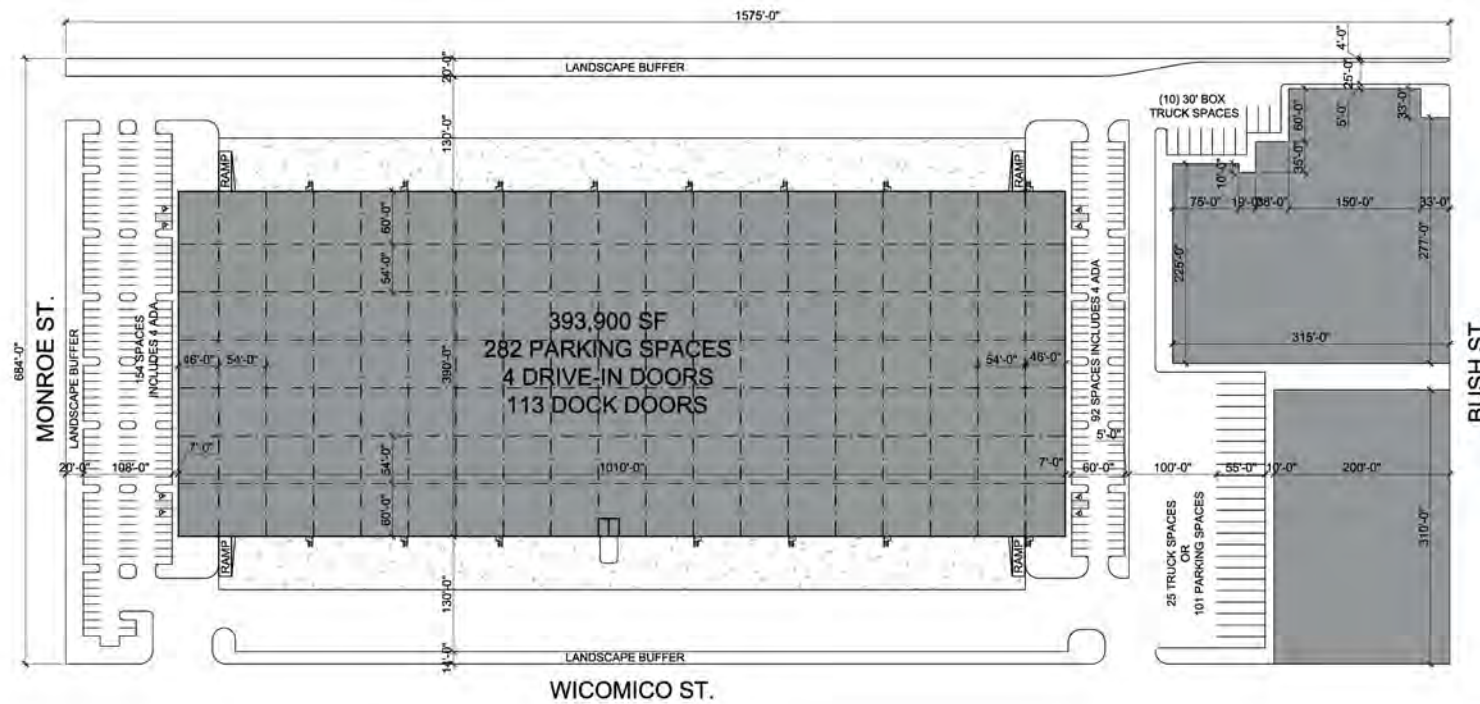 1575'-0"
4'-0"
20'-0"
LANDSCAPE BUFFER
25'-0"
(10) 30' BOX
TRUCK SPACES
60'-0"
5'-0"
33'-0"
130'-0"
RAMP
RAMP
35'-0"
10'-0"
60'-0"
75'-0"
19'-0"
38'-0"
150'-0"
33'-0"
54'-0"
225'-0"
277'-0"
684'-0"
MONROE ST.
LANDSCAPE BUFFER
154 SPACES
INCLUDES 4 ADA
393,900 SF
282 PARKING SPACES
4 DRIVE-IN DOORS
113 DOCK DOORS
46'-0"
54'-0"
390'-0"
54'-0"
46'-0"
92 SPACES INCLUDES 4 ADA
315'-0"
BUSH ST.
5'-0"
7'-0"
20'-0"
108'-0"
54'-0"
1010'-0"
7'-0"
60'-0"
100'-0"
55'-0"
10'-0"
200'-0"
60'-0"
310'-0"
RAMP
RAMP
25 TRUCK SPACES
OR
101 PARKING SPACES
130'-0"
14'-0"
LANDSCAPE BUFFER
WICOMICO ST.